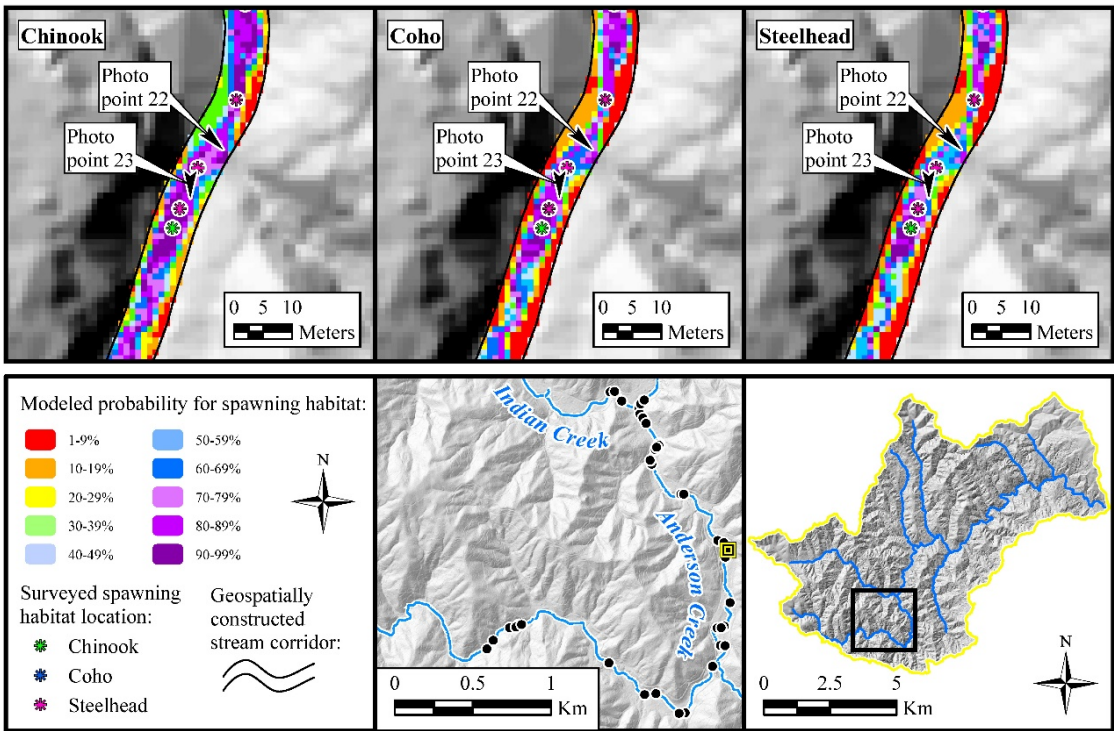 Chinook
Photo
point 22
Photo
point 23
0 5 10
Meters
Coho
Photo
point 22
Photo
point 23
0 5 10
Meters
Steelhead
Photo
point 22
Photo
point 23
0 5 10
Meters
Modeled probability for spawning habitat:
1-9%
10-19%
20-29%
30-39%
40-49%
50-59%
60-69%
70-79%
80-89%
90-99%
N
Surveyed spawning
habitat location:
Chinook
Coho
Steelhead
Geospatially
constructed
stream corridor:
Indian Creek
Anderson Creek
0 0.5 1
Km
0 2.5 5
Km
N